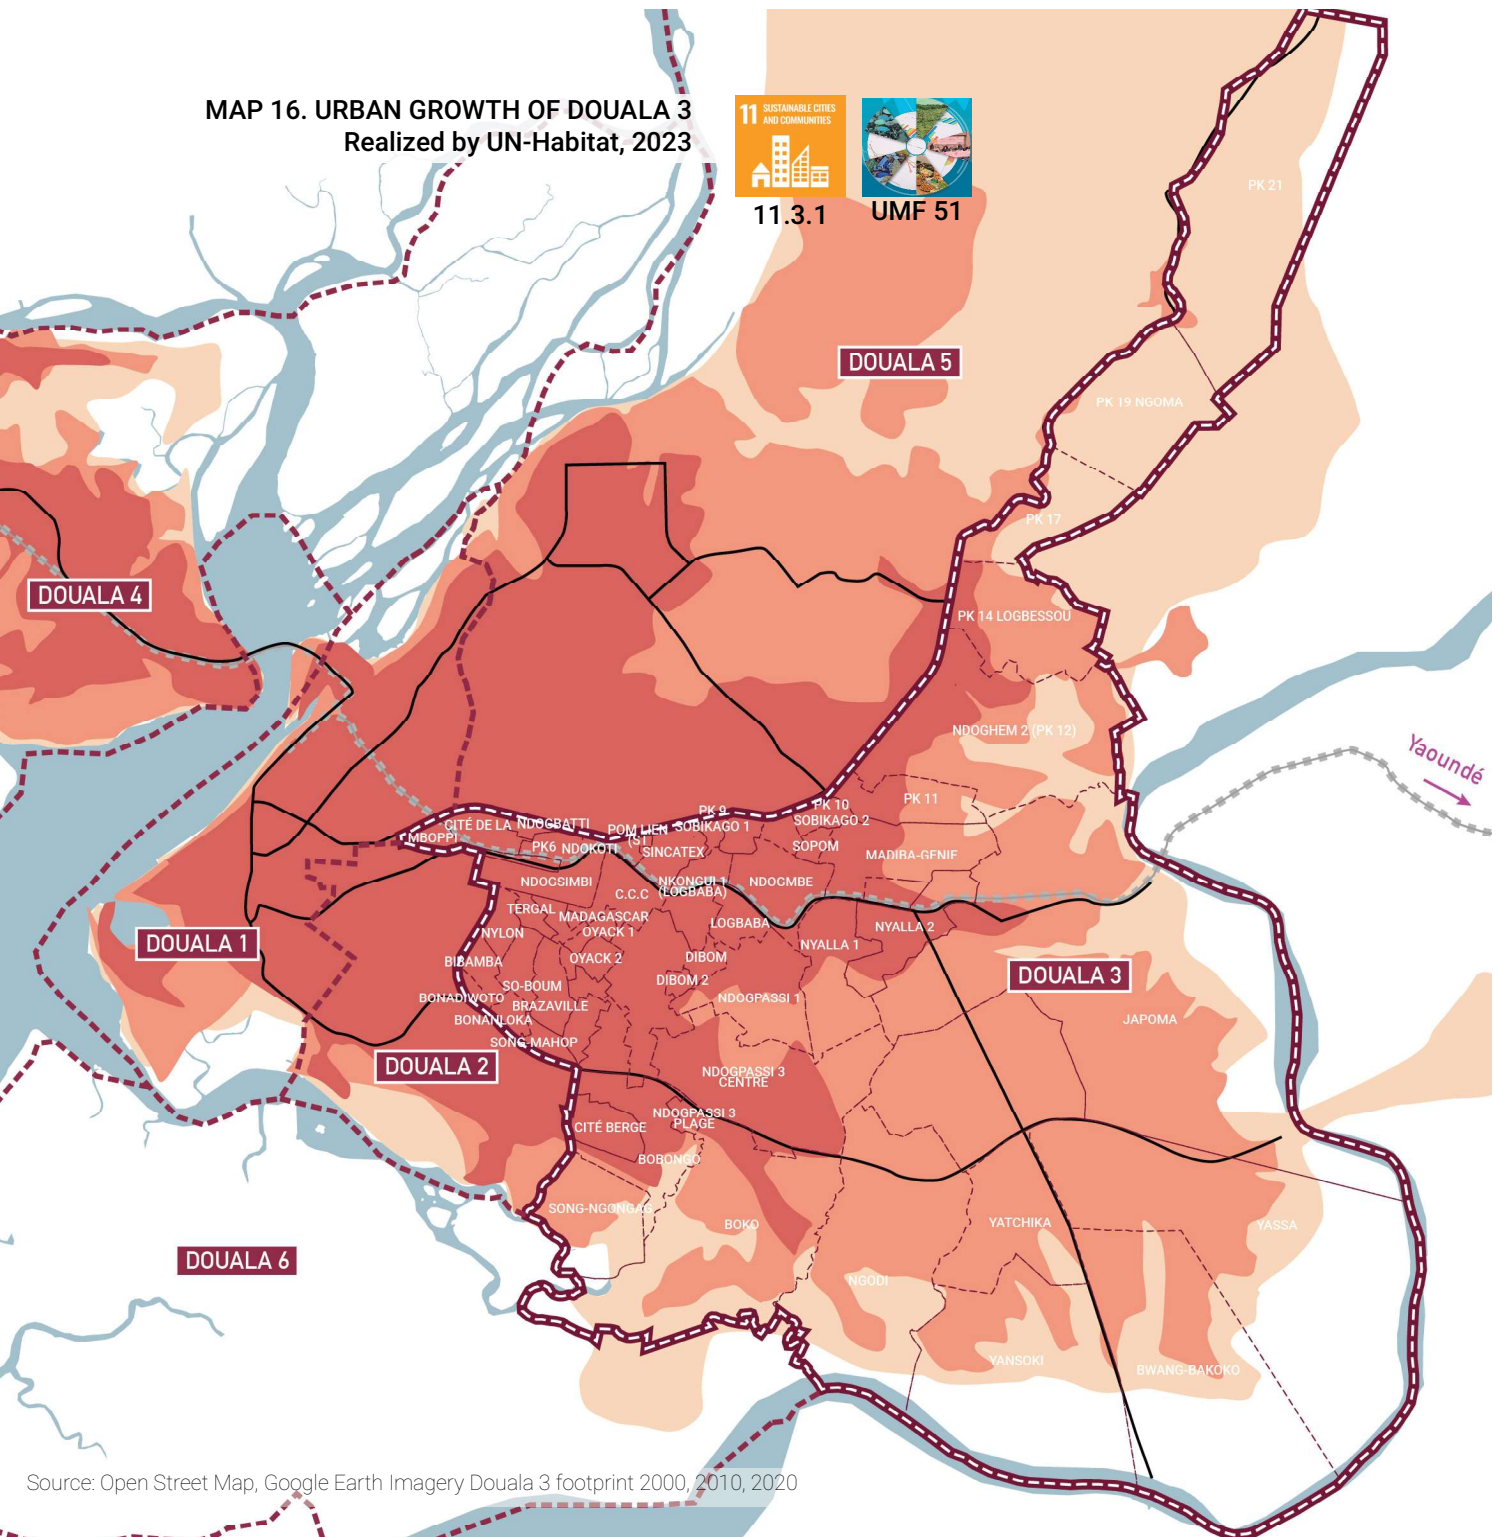 MAP 16. URBAN GROWTH OF DOUALA 3
Realized by UN-Habitat, 2023
11 SUSTAINABLE CITIES
AND COMMUNITIES
11.3.1
UMF 51
PK 21
DOUALA 5
PK 19 NGOMA
PK 17
DOUALA 4
PK 14 LOGBESSOU
NDOGHEM 2 (PK 12)
Yaoundé
PK 11
PK 10
PK 9
SOBIKAGO 2
SOBIKAGO 1
CITÉ DE LA
NDOGBATTI
POM LIEN
(S1
MBOPPI
PK6
NDOKOTI
SINCATEX
SOPOM
MADIBA-GENIE
NDOGSIMBI
C.C.C
NKONGUI 1
(LOGBABA)
NDOGMBE
TERGAL
MADAGASCAR
OYACK 1
LOGBABA
NYALLA 2
NYLON
NYALLA 1
DOUALA 1
BIBAMBA
OYACK 2
DIBOM
DOUALA 3
SO-BOUM
DIBOM 2
BONADIWOTO
BRAZAVILLE
NDOGPASSI 1
BONANLOKA
JAPOMA
SONG-MAHOP
DOUALA 2
NDOGPASSI 3
CENTRE
NDOGPASSI 3
PLAGE
CITÉ BERGE
BOBONGO
SONG-NGONGAG
BOKO
YATCHIKA
YASSA
DOUALA 6
NGODI
YANSOKI
BWANG-BAKOKO
Source: Open Street Map, Google Earth Imagery Douala 3 footprint 2000, 2010, 2020